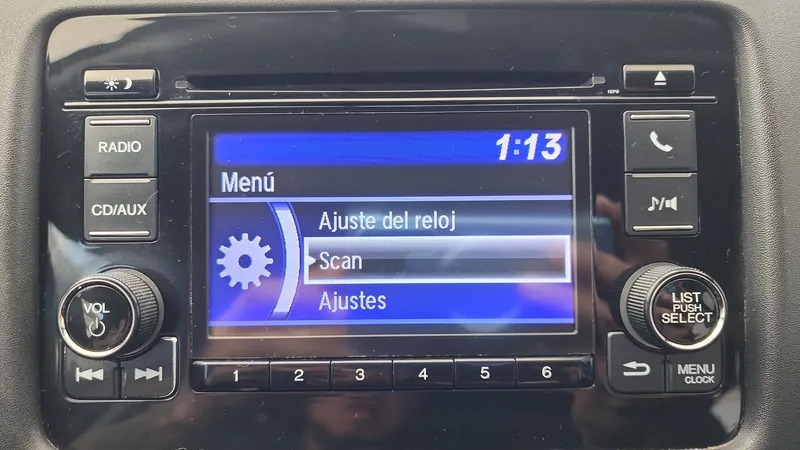 1:13
RADIO
Menú
CD/AUX
Ajuste del reloj
Scan
Ajustes
VOL
LIST
PUSH
SELECT
1 2 3 4 5 6
MENU
CLOCK